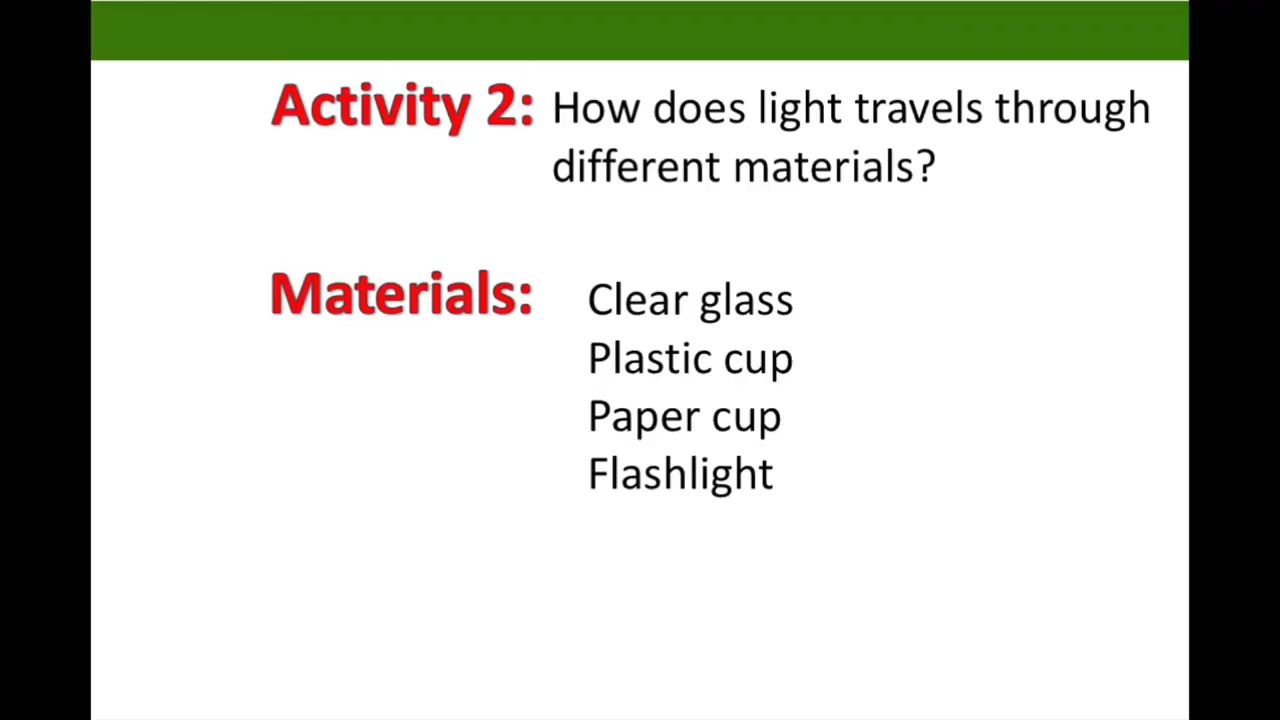 Activity 2: How does light travels through
different materials?
Materials: Clear glass
Plastic cup
Paper cup
Flashlight